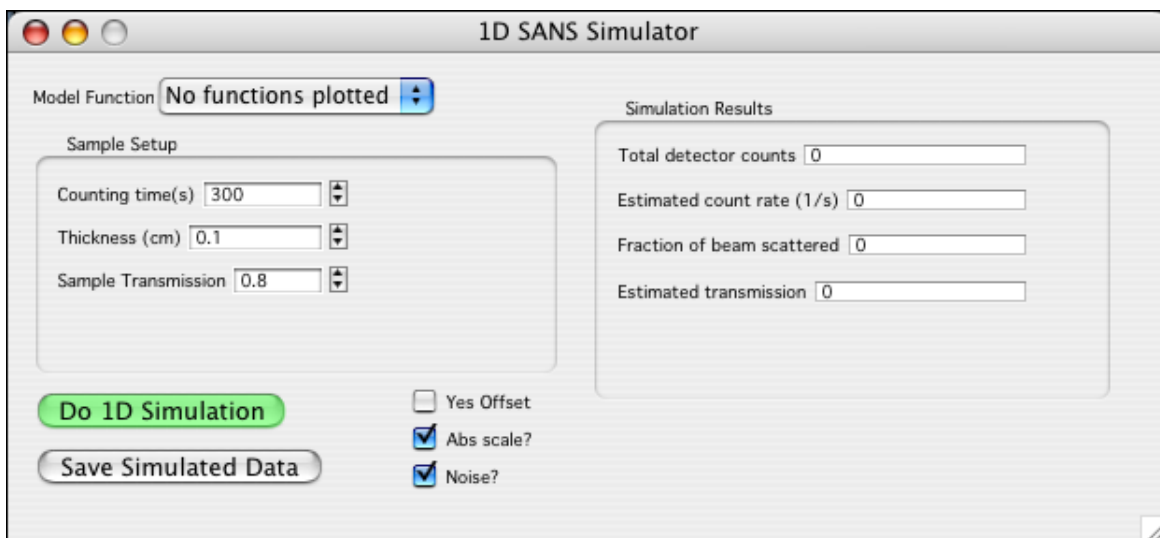 1D SANS Simulator
Model Function No functions plotted
Sample Setup
Counting time(s) 300
Thickness (cm) 0.1
Sample Transmission 0.8
Simulation Results
Total detector counts 0
Estimated count rate (1/s) 0
Fraction of beam scattered 0
Estimated transmission 0
Do 1D Simulation
Save Simulated Data
Yes Offset
Abs scale?
Noise?